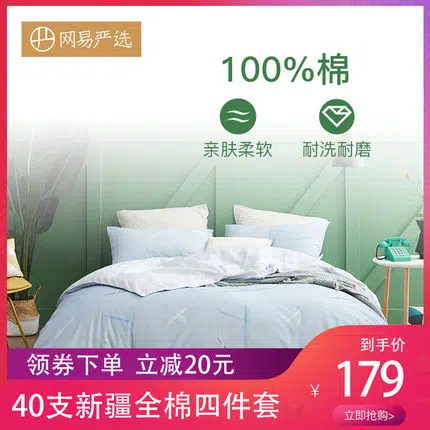 网易严选
100%棉
亲肤柔软
耐洗耐磨
领券下单 立减20元
到手价
¥179
40支新疆全棉四件套
立即抢购>